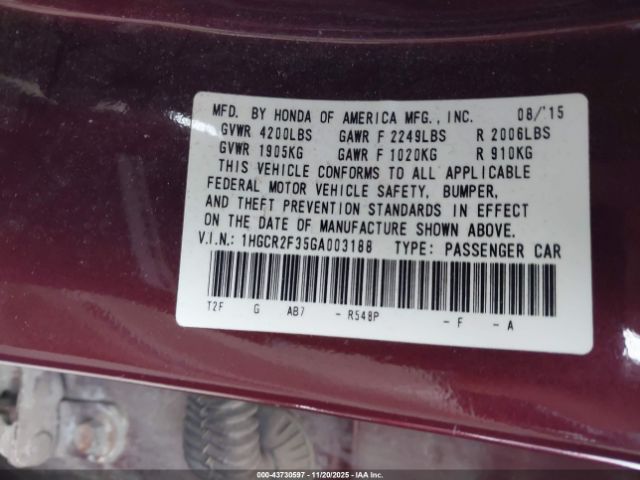 MFD. BY HONDA OF AMERICA MFG., INC. 08/'15
GVWR 4200LBS GAWR F 2249LBS R 2006LBS
GVWR 1905KG GAWR F 1020KG R 910KG
THIS VEHICLE CONFORMS TO ALL APPLICABLE
FEDERAL MOTOR VEHICLE SAFETY, BUMPER,
AND THEFT PREVENTION STANDARDS IN EFFECT
ON THE DATE OF MANUFACTURE SHOWN ABOVE.
V.I.N.: 1HGCR2F35GA003188 TYPE: PASSENGER CAR
T2F G AB7 - R548P - F - A
000-43730597 - 11/20/2025 - IAAI.com